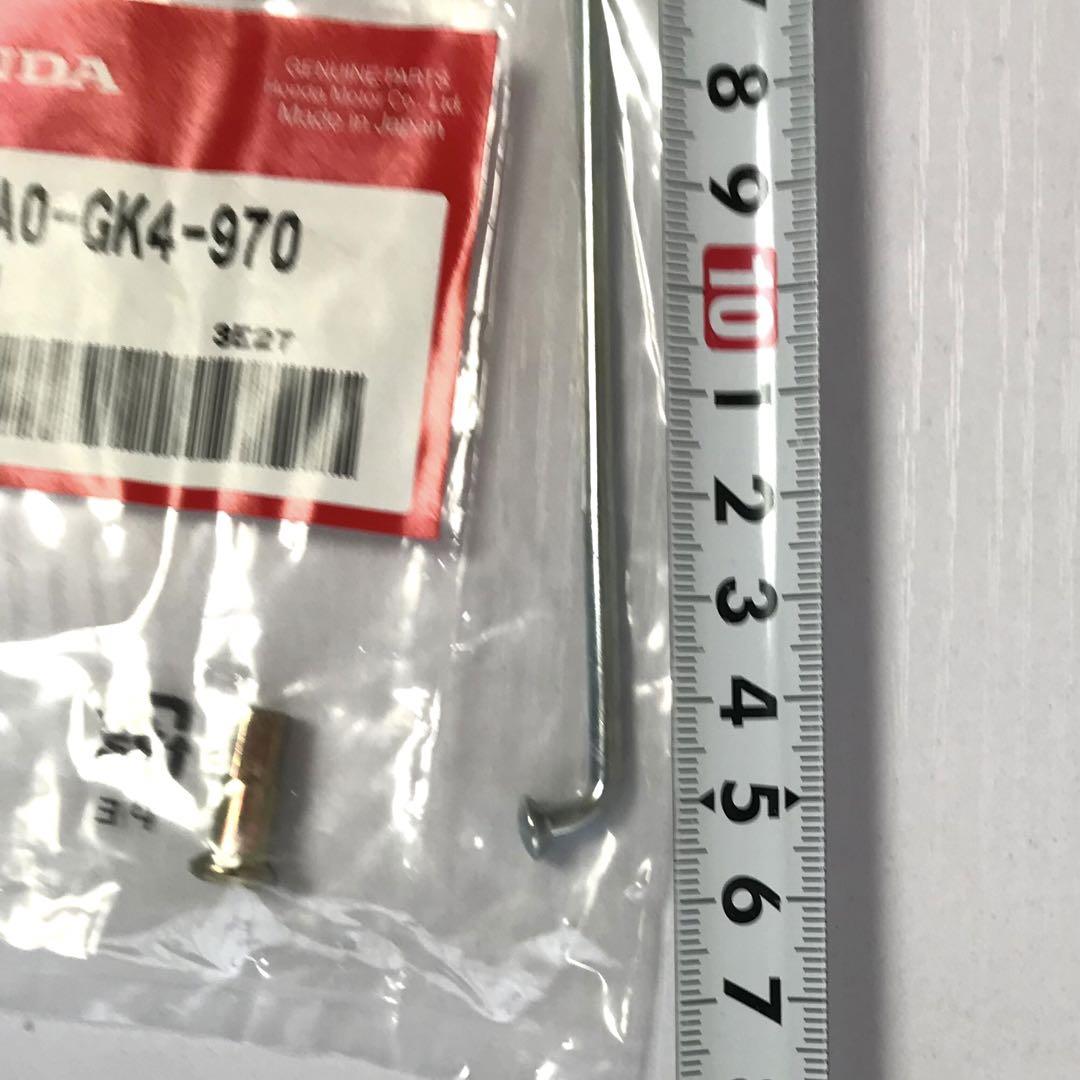 NDA
GENUINE PARTS
Honda Motor Co., Ltd.
Made in Japan
A0-GK4-970
3E27
34
7
8
9
10
1
2
3
4
5
6
7